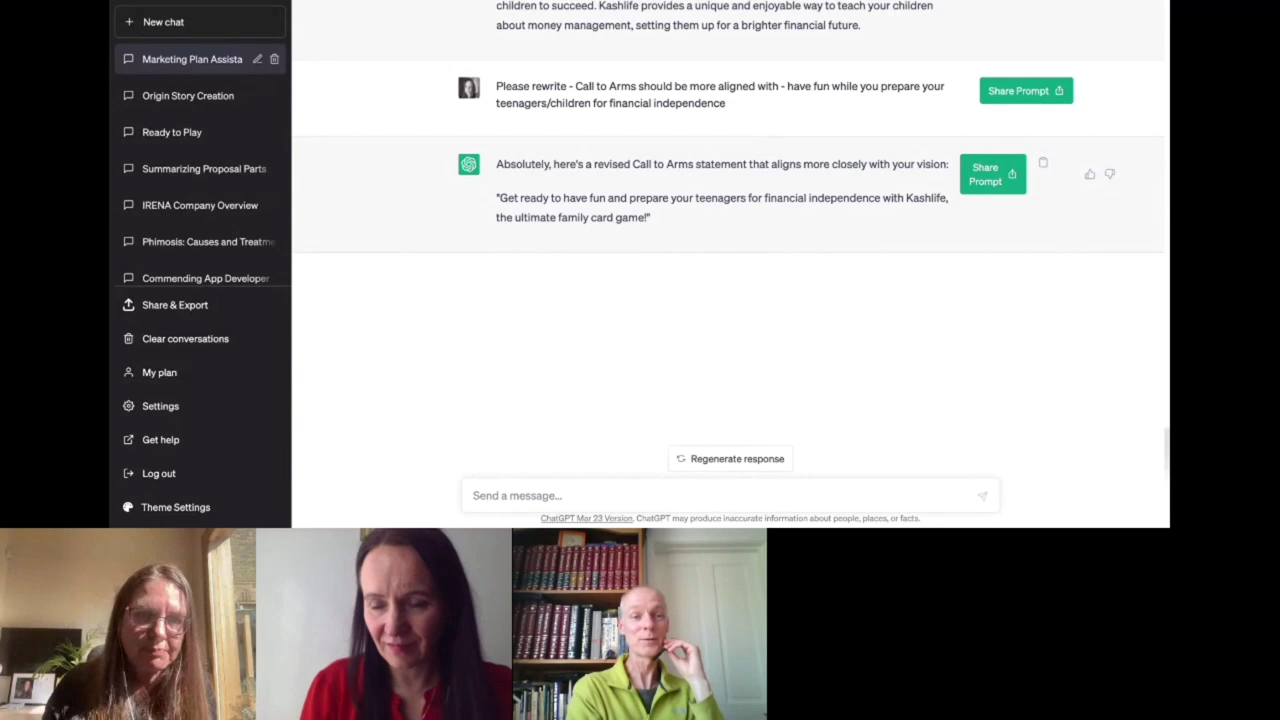 New chat
Marketing Plan Assista
Origin Story Creation
Ready to Play
Summarizing Proposal Parts
IRENA Company Overview
Phimosis: Causes and Treatme
Commending App Developer
Share & Export
Clear conversations
My plan
Settings
Get help
Log out
Theme Settings
children to succeed. Kashlife provides a unique and enjoyable way to teach your children
about money management, setting them up for a brighter financial future.
Please rewrite - Call to Arms should be more aligned with - have fun while you prepare your
teenagers/children for financial independence
Share Prompt
Absolutely, here's a revised Call to Arms statement that aligns more closely with your vision:
"Get ready to have fun and prepare your teenagers for financial independence with Kashlife,
the ultimate family card game!"
Share
Prompt
Regenerate response
Send a message...
ChatGPT Mar 23 Version. ChatGPT may produce inaccurate information about people, places, or facts.